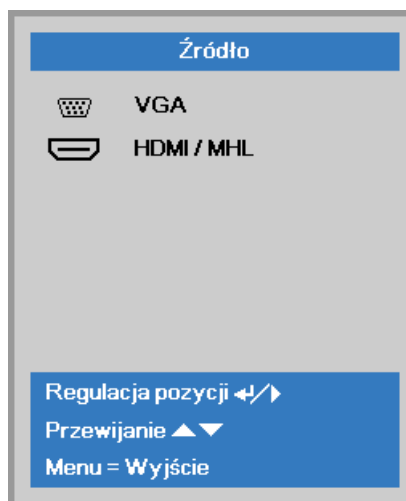 Źródło
VGA
HDMI / MHL
Regulacja pozycji ↵/▶
Przewijanie ▲▼
Menu = Wyjście